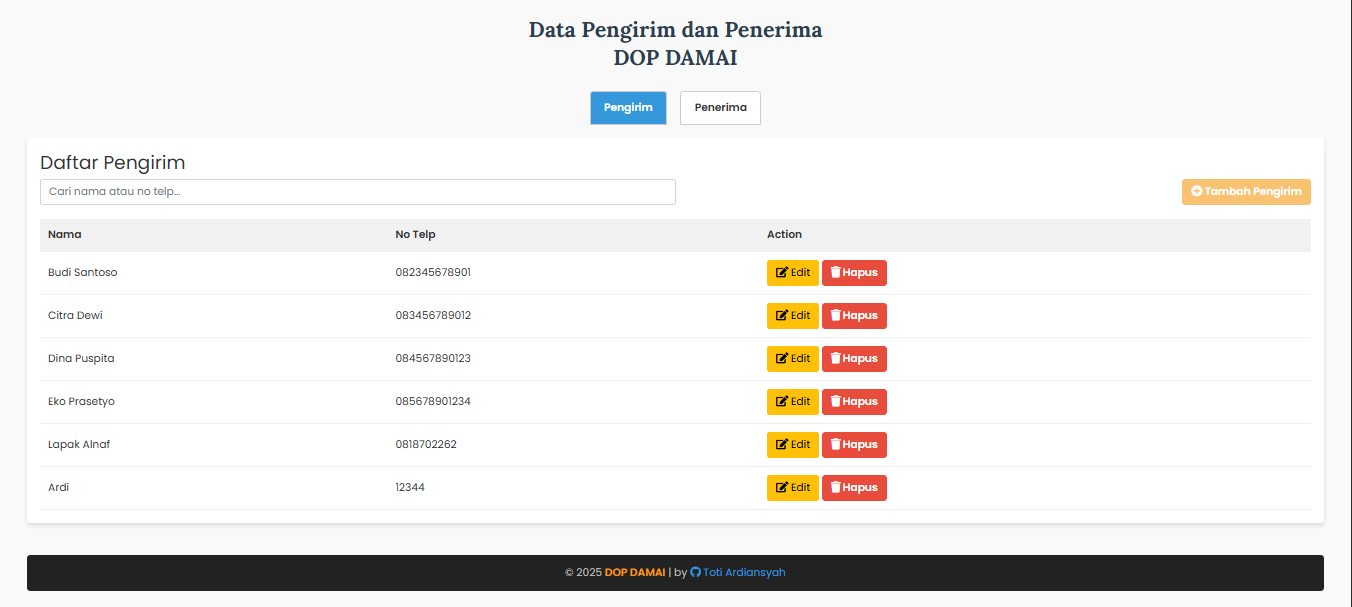 Data Pengirim dan Penerima
DOP DAMAI
Pengirim Penerima
Daftar Pengirim
Cari nama atau no telp...
Tambah Pengirim
Nama No Telp Action
Budi Santoso 082345678901 Edit Hapus
Citra Dewi 083456789012 Edit Hapus
Dina Puspita 084567890123 Edit Hapus
Eko Prasetyo 085678901234 Edit Hapus
Lapak Alnaf 0818702262 Edit Hapus
Ardi 12344 Edit Hapus
© 2025 DOP DAMAI | by Toti Ardiansyah